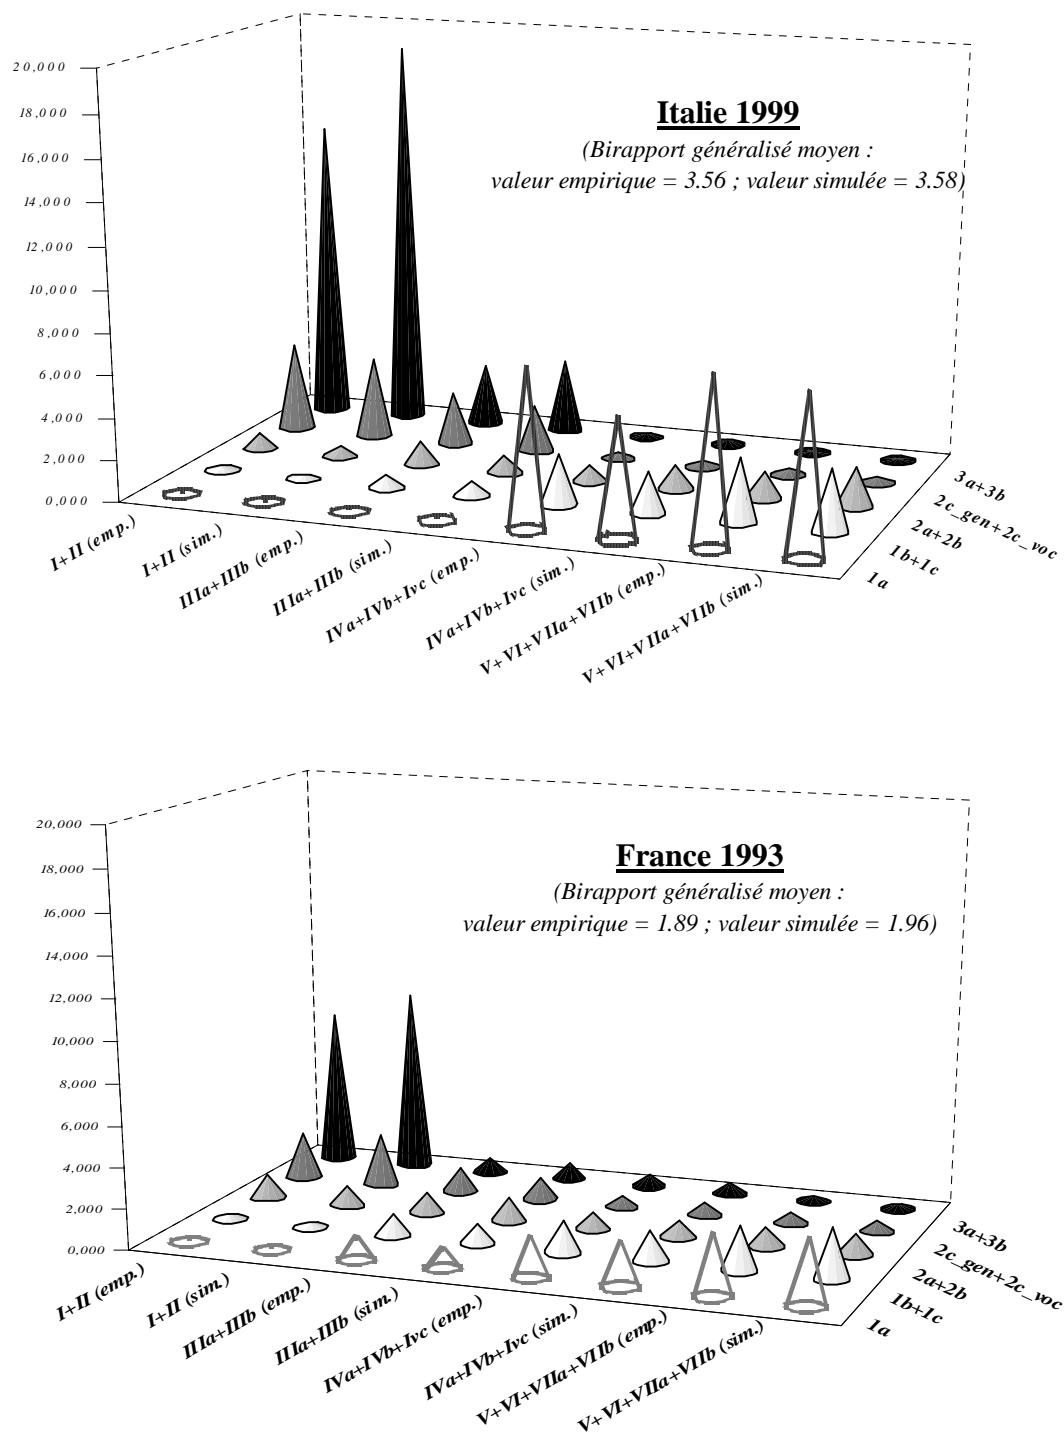 Italie 1999
(Birapport généralisé moyen :
valeur empirique = 3.56 ; valeur simulée = 3.58)
20,000
18,000
16,000
14,000
12,000
10,000
8,000
6,000
4,000
2,000
0,000
I+II (emp.)
I+II (sim.)
IIIa+IIIb (emp.)
IIIa+IIIb (sim.)
IVa+IVb+Ivc (emp.)
IVa+IVb+Ivc (sim.)
V+VI+VIIa+VIIb (emp.)
V+VI+VIIa+VIIb (sim.)
3a+3b
2c_gen+2c_voc
2a+2b
1b+1c
1a
France 1993
(Birapport généralisé moyen :
valeur empirique = 1.89 ; valeur simulée = 1.96)
20,000
18,000
16,000
14,000
12,000
10,000
8,000
6,000
4,000
2,000
0,000
I+II (emp.)
I+II (sim.)
IIIa+IIIb (emp.)
IIIa+IIIb (sim.)
IVa+IVb+Ivc (emp.)
IVa+IVb+Ivc (sim.)
V+VI+VIIa+VIIb (emp.)
V+VI+VIIa+VIIb (sim.)
3a+3b
2c_gen+2c_voc
2a+2b
1b+1c
1a